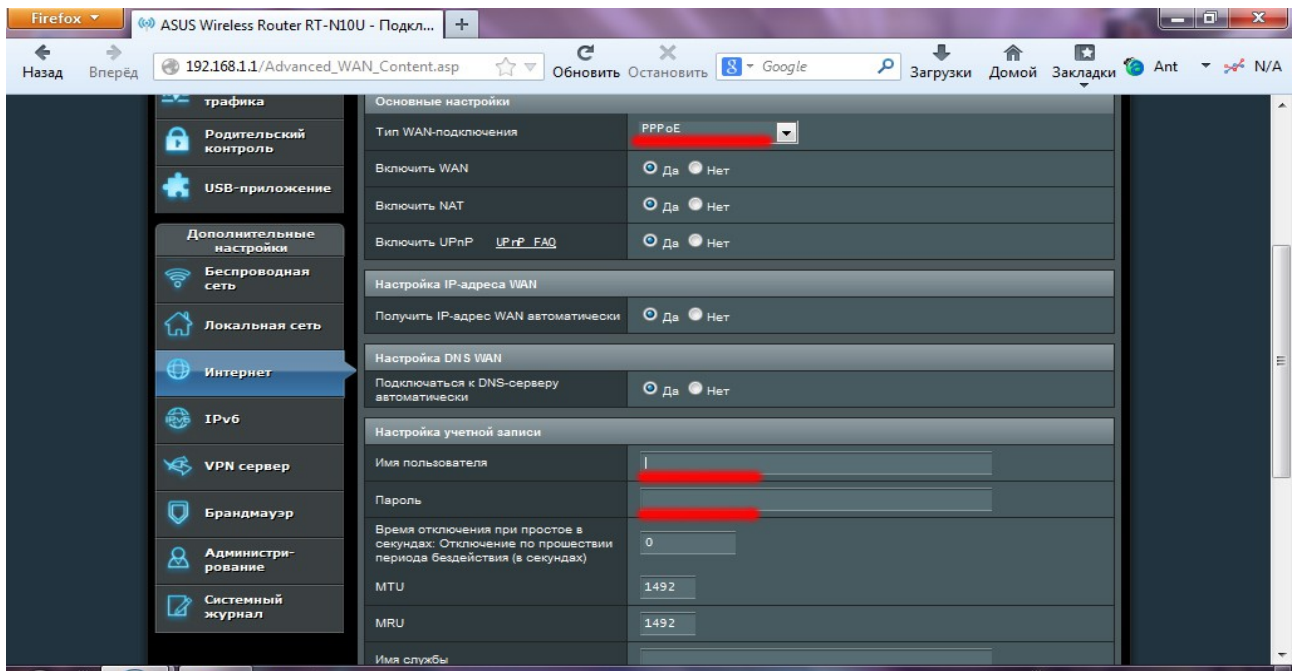 Firefox
ASUS Wireless Router RT-N10U - Подкл...
Назад
Вперёд
192.168.1.1/Advanced_WAN_Content.asp
Обновить
Остановить
Google
Загрузки
Домой
Закладки
Ant
N/A
трафика
Родительский
контроль
USB-приложение
Дополнительные
настройки
Беспроводная
сеть
Локальная сеть
Интернет
IPv6
VPN сервер
Брандмауэр
Администри-
рование
Системный
журнал
Основные настройки
Тип WAN-подключения
PPPoE
Включить WAN
Да Нет
Включить NAT
Да Нет
Включить UPnP UPnP FAQ
Да Нет
Настройка IP-адреса WAN
Получить IP-адрес WAN автоматически
Да Нет
Настройка DNS WAN
Подключаться к DNS-серверу
автоматически
Да Нет
Настройка учетной записи
Имя пользователя
Пароль
Время отключения при простое в
секундах: Отключение по прошествии
периода бездействия (в секундах)
0
MTU
1492
MRU
1492
Имя службы